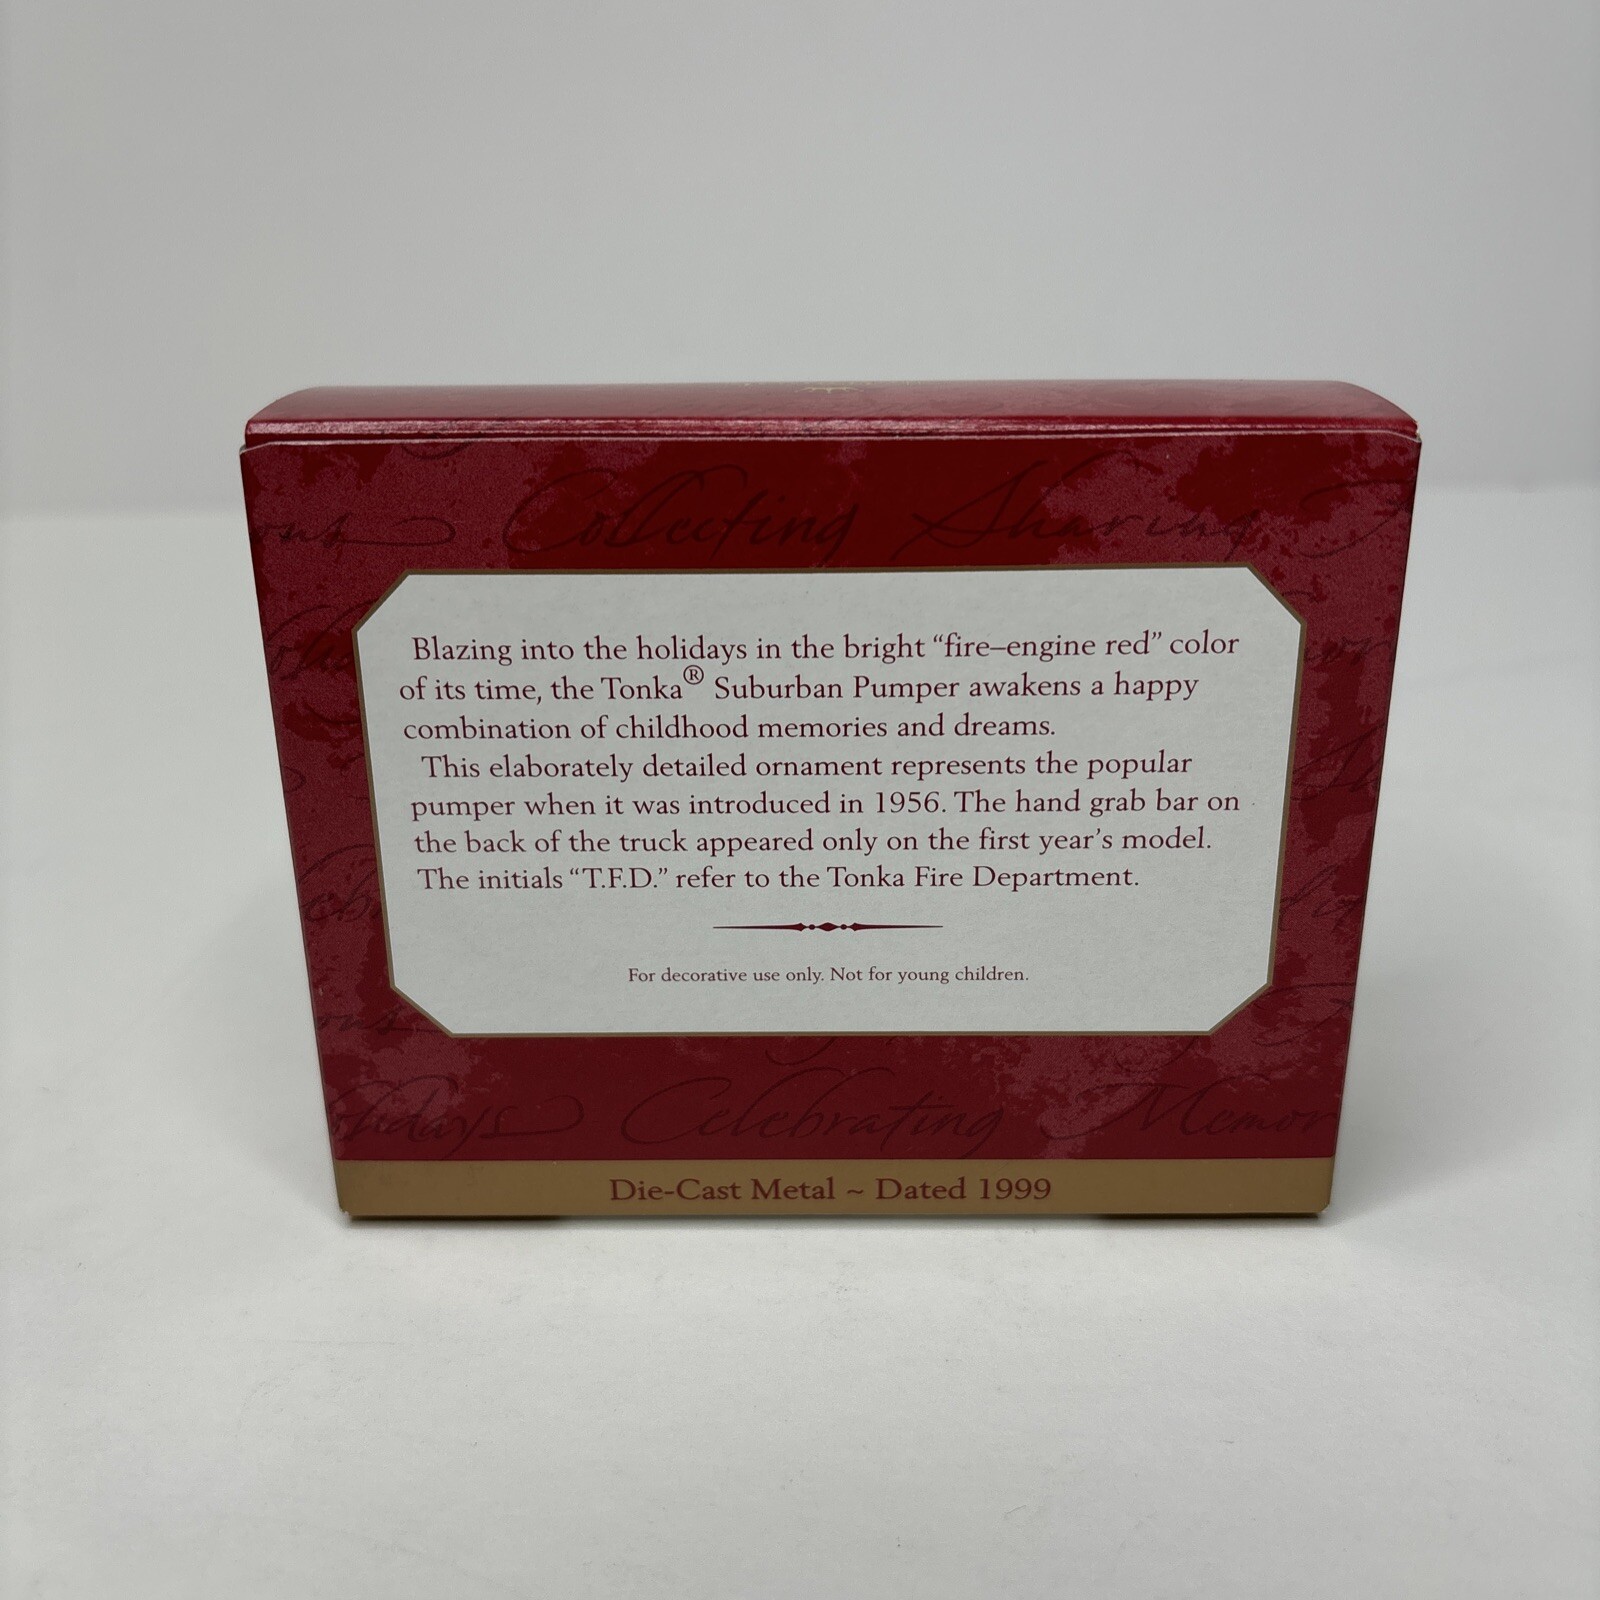 Collecting Sharing
Blazing into the holidays in the bright “fire–engine red” color
of its time, the Tonka® Suburban Pumper awakens a happy
combination of childhood memories and dreams.
This elaborately detailed ornament represents the popular
pumper when it was introduced in 1956. The hand grab bar on
the back of the truck appeared only on the first year’s model.
The initials “T.F.D.” refer to the Tonka Fire Department.
For decorative use only. Not for young children.
Celebrating Memor
Die-Cast Metal ~ Dated 1999